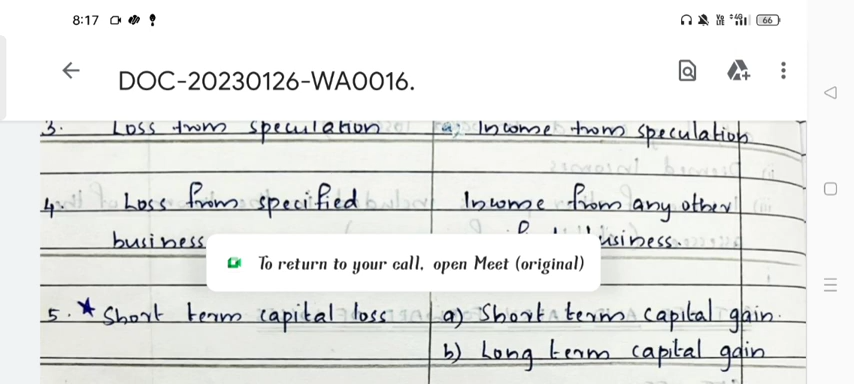 8:17 66
DOC-20230126-WA0016.
3. Loss from speculation a) Income from speculation
4. Loss from specified Income from any other
business business.
To return to your call, open Meet (original)
5. ★ Short term capital loss a) Short term capital gain.
b) Long term capital gain